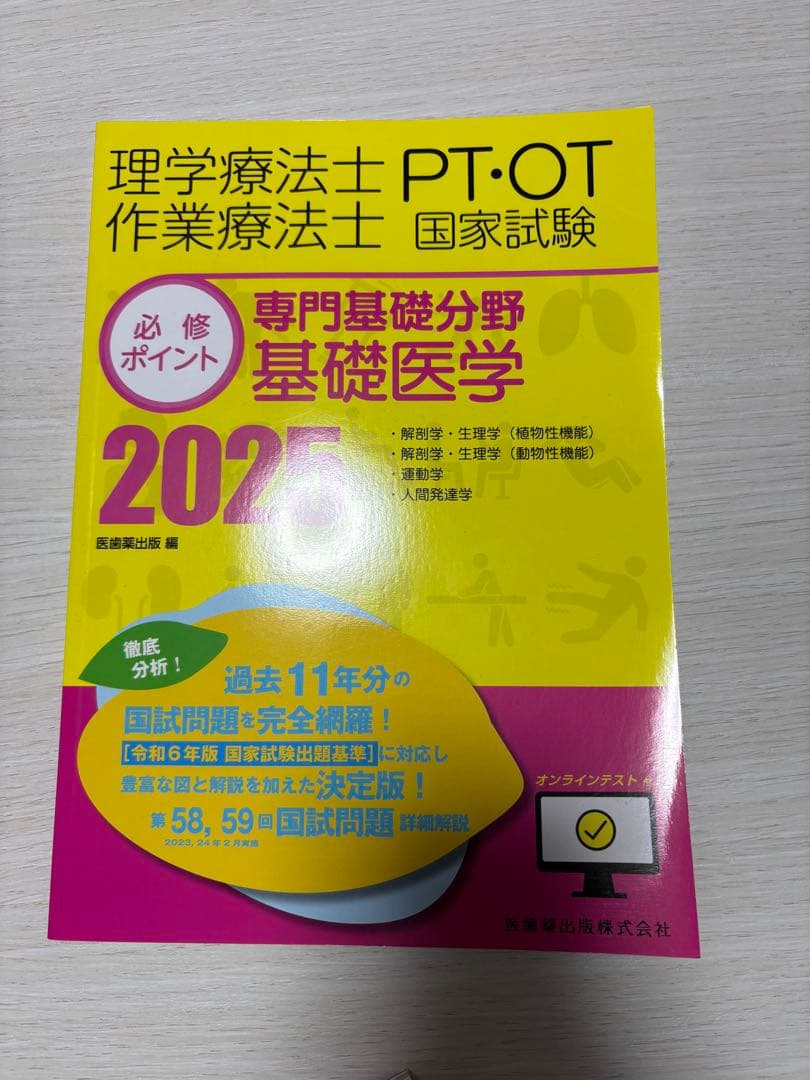 理学療法士 PT・OT
作業療法士 国家試験
必修
ポイント
専門基礎分野
基礎医学
2025
・解剖学・生理学（植物性機能）
・解剖学・生理学（動物性機能）
・運動学
・人間発達学
医歯薬出版 編
徹底
分析！
過去11年分の
国試問題を完全網羅！
［令和6年版 国家試験出題基準］に対応し
豊富な図と解説を加えた決定版！
第58，59回国試問題 詳細解説
2023，24年2月実施
オンラインテスト 付
医歯薬出版株式会社